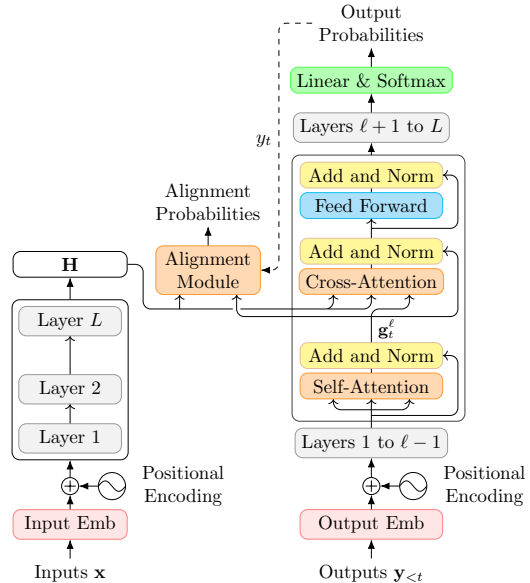 Output
Probabilities
Linear & Softmax
Layers ℓ + 1 to L
y_t
Add and Norm
Feed Forward
Alignment
Probabilities
Add and Norm
H
Alignment
Module
Cross-Attention
Layer L
g_t^ℓ
Add and Norm
Layer 2
Self-Attention
Layer 1
Layers 1 to ℓ − 1
Positional
Encoding
Positional
Encoding
Input Emb
Output Emb
Inputs x
Outputs y_{<t}